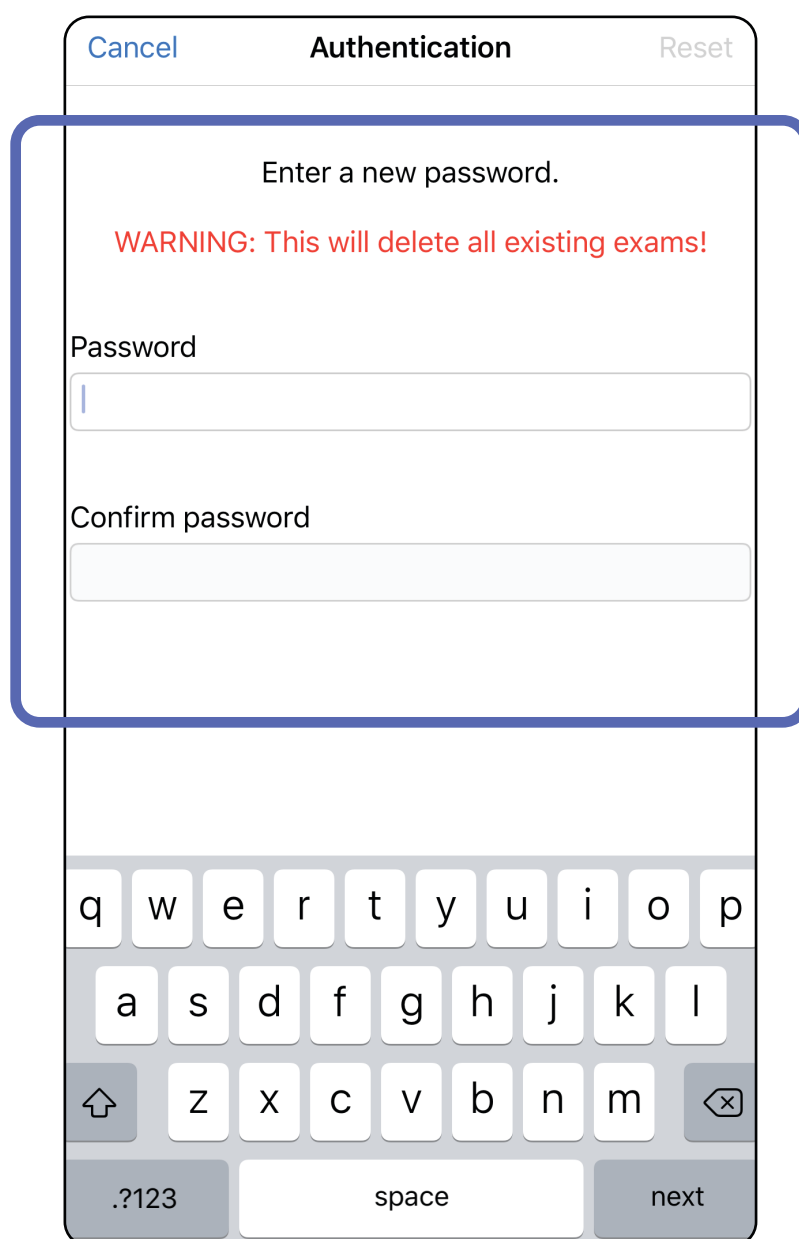 Cancel Authentication Reset
Enter a new password.
WARNING: This will delete all existing exams!
Password
Confirm password
q w e r t y u i o p
a s d f g h j k l
z x c v b n m
.?123 space next